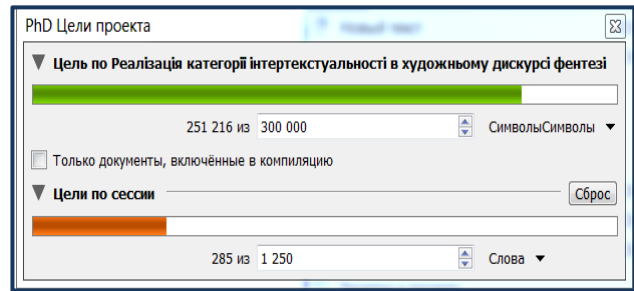 PhD Цели проекта
Цель по Реалізація категорії інтертекстуальності в художньому дискурсі фентезі
251 216 из 300 000 СимволыСимволы
Только документы, включённые в компиляцию
Цели по сессии Сброс
285 из 1 250 Слова